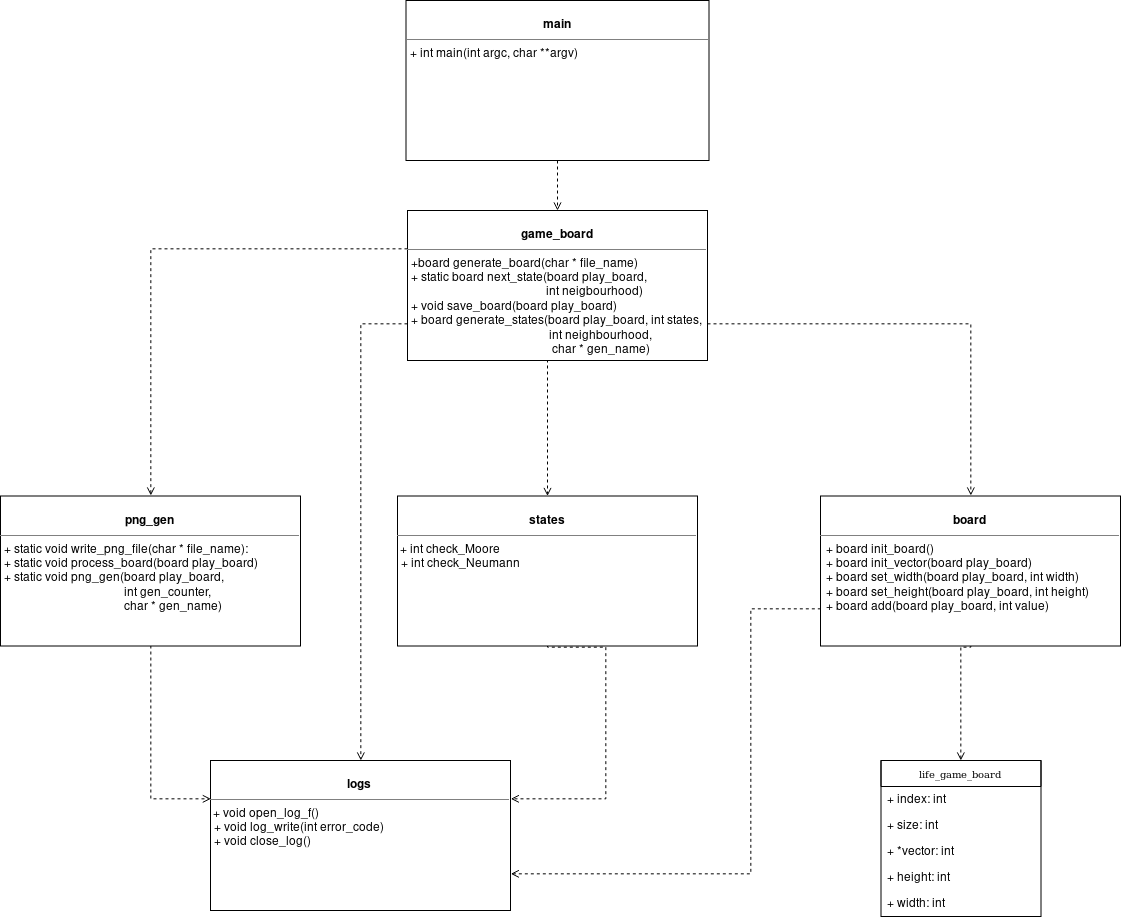 main
+ int main(int argc, char **argv)
game_board
+board generate_board(char * file_name)
+ static board next_state(board play_board,
int neigbourhood)
+ void save_board(board play_board)
+ board generate_states(board play_board, int states,
int neighbourhood,
char * gen_name)
png_gen
+ static void write_png_file(char * file_name):
+ static void process_board(board play_board)
+ static void png_gen(board play_board,
int gen_counter,
char * gen_name)
states
+ int check_Moore
+ int check_Neumann
board
+ board init_board()
+ board init_vector(board play_board)
+ board set_width(board play_board, int width)
+ board set_height(board play_board, int height)
+ board add(board play_board, int value)
logs
+ void open_log_f()
+ void log_write(int error_code)
+ void close_log()
life_game_board
+ index: int
+ size: int
+ *vector: int
+ height: int
+ width: int